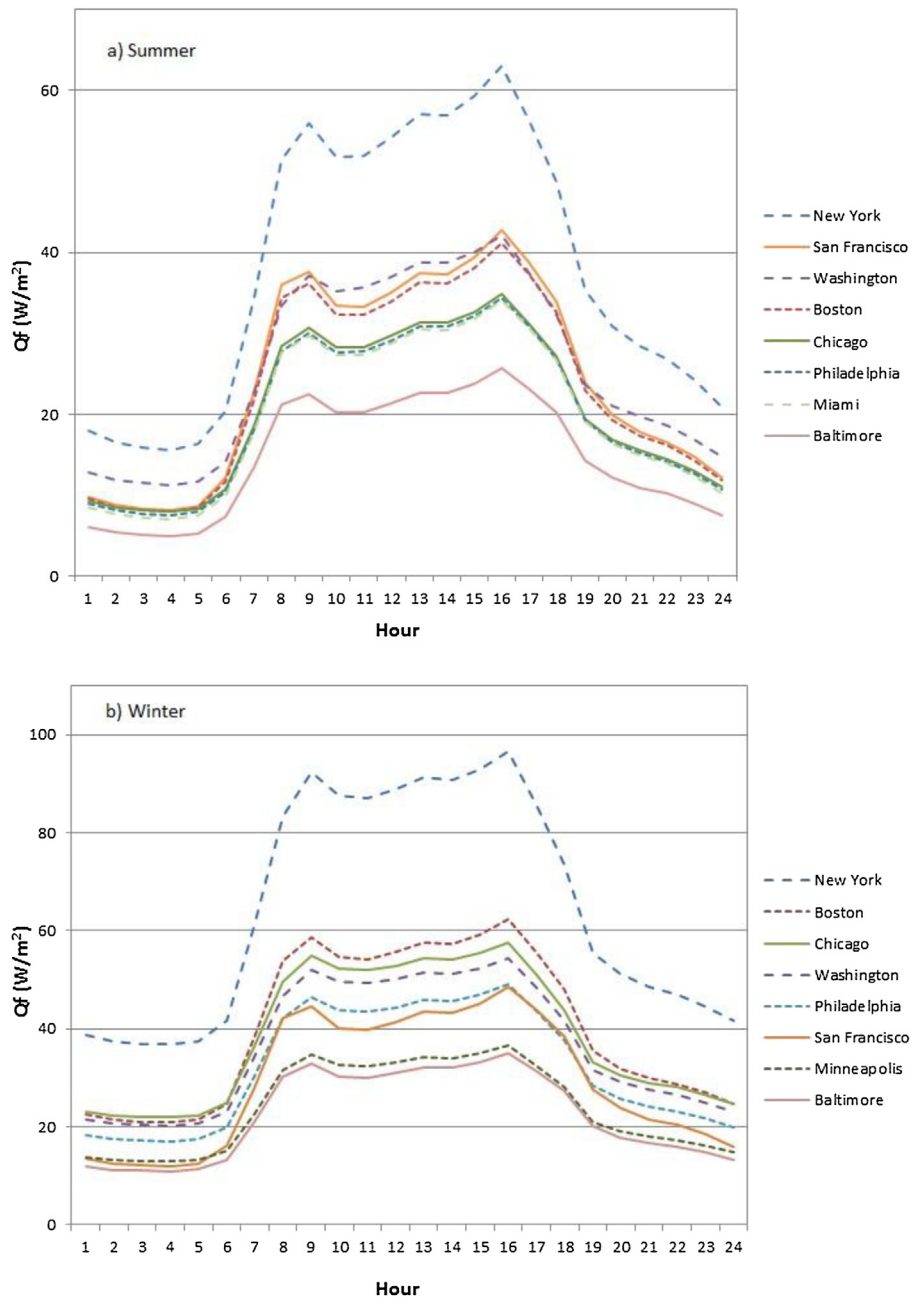 a) Summer
60
40
20
0
Qf (W/m²)
1 2 3 4 5 6 7 8 9 10 11 12 13 14 15 16 17 18 19 20 21 22 23 24
Hour
New York
San Francisco
Washington
Boston
Chicago
Philadelphia
Miami
Baltimore
b) Winter
100
80
60
40
20
0
Qf (W/m²)
1 2 3 4 5 6 7 8 9 10 11 12 13 14 15 16 17 18 19 20 21 22 23 24
Hour
New York
Boston
Chicago
Washington
Philadelphia
San Francisco
Minneapolis
Baltimore